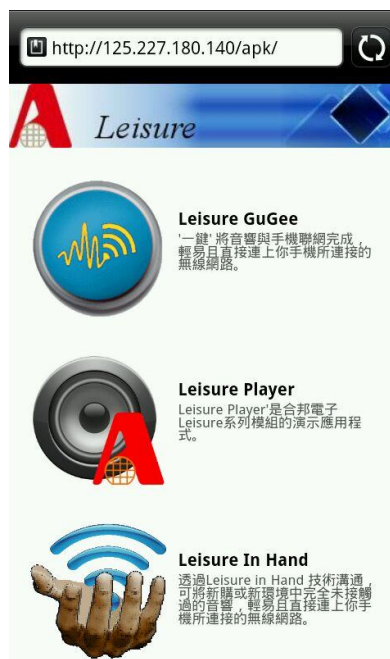 http://125.227.180.140/apk/
Leisure
Leisure GuGee
'一鍵' 將音響與手機聯網完成，
輕易且直接連上你手機所連接的
無線網路。
Leisure Player
Leisure Player'是合邦電子
Leisure系列模組的演示應用程
式。
Leisure In Hand
透過Leisure in Hand 技術溝通，
可將新購或新環境中完全未接觸
過的音響，輕易且直接連上你手
機所連接的無線網路。